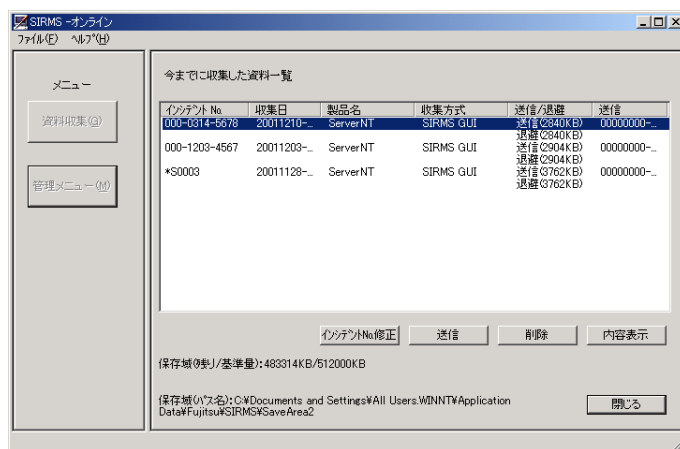 SIRMS -オンライン
ファイル(F) ヘルプ(H)
メニュー
資料収集(G)
管理メニュー(M)
今までに収集した資料一覧
インシデント No. 収集日 製品名 収集方式 送信/退避 送信
000-0314-5678 20011210-... ServerNT SIRMS GUI 送信(2840KB) 00000000-...
退避(2840KB)
000-1203-4567 20011203-... ServerNT SIRMS GUI 送信(2904KB) 00000000-...
退避(2904KB)
*S0003 20011128-... ServerNT SIRMS GUI 送信(3762KB) 00000000-...
退避(3762KB)
インシデントNo.修正 送信 削除 内容表示
保存域(残り/基準量):483314KB/512000KB
保存域(パス名):C:¥Documents and Settings¥All Users.WINNT¥Application
Data¥Fujitsu¥SIRMS¥SaveArea2
閉じる